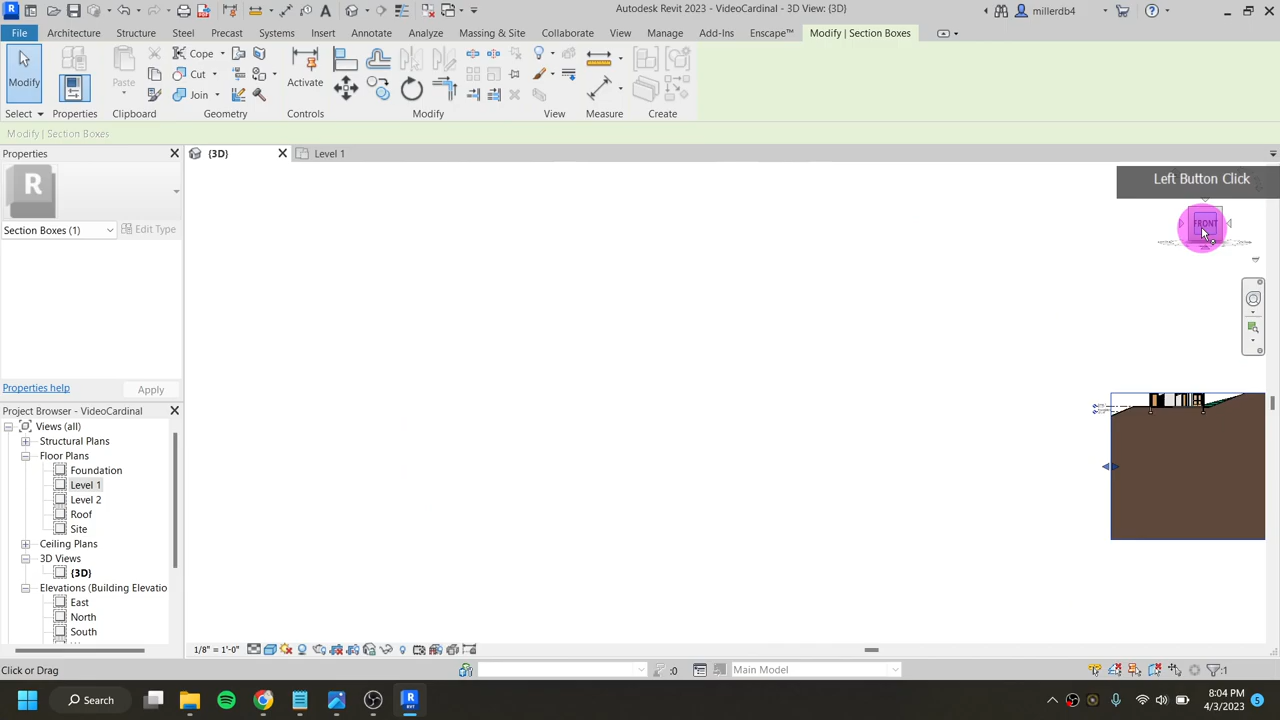 Autodesk Revit 2023 - VideoCardinal - 3D View: {3D}
millerdb4
File
Architecture
Structure
Steel
Precast
Systems
Insert
Annotate
Analyze
Massing & Site
Collaborate
View
Manage
Add-Ins
Enscape™
Modify | Section Boxes
Modify
Paste
Cope
Cut
Join
Activate
Select
Properties
Clipboard
Geometry
Controls
Modify
View
Measure
Create
Modify | Section Boxes
Properties
{3D}
Level 1
R
Left Button Click
FRONT
Section Boxes (1)
Edit Type
Properties help
Apply
Project Browser - VideoCardinal
Views (all)
Structural Plans
Floor Plans
Foundation
Level 1
Level 2
Roof
Site
Ceiling Plans
3D Views
{3D}
Elevations (Building Elevatio
East
North
South
1/8" = 1'-0"
Click or Drag
:0
Main Model
:1
Search
8:04 PM
4/3/2023
5